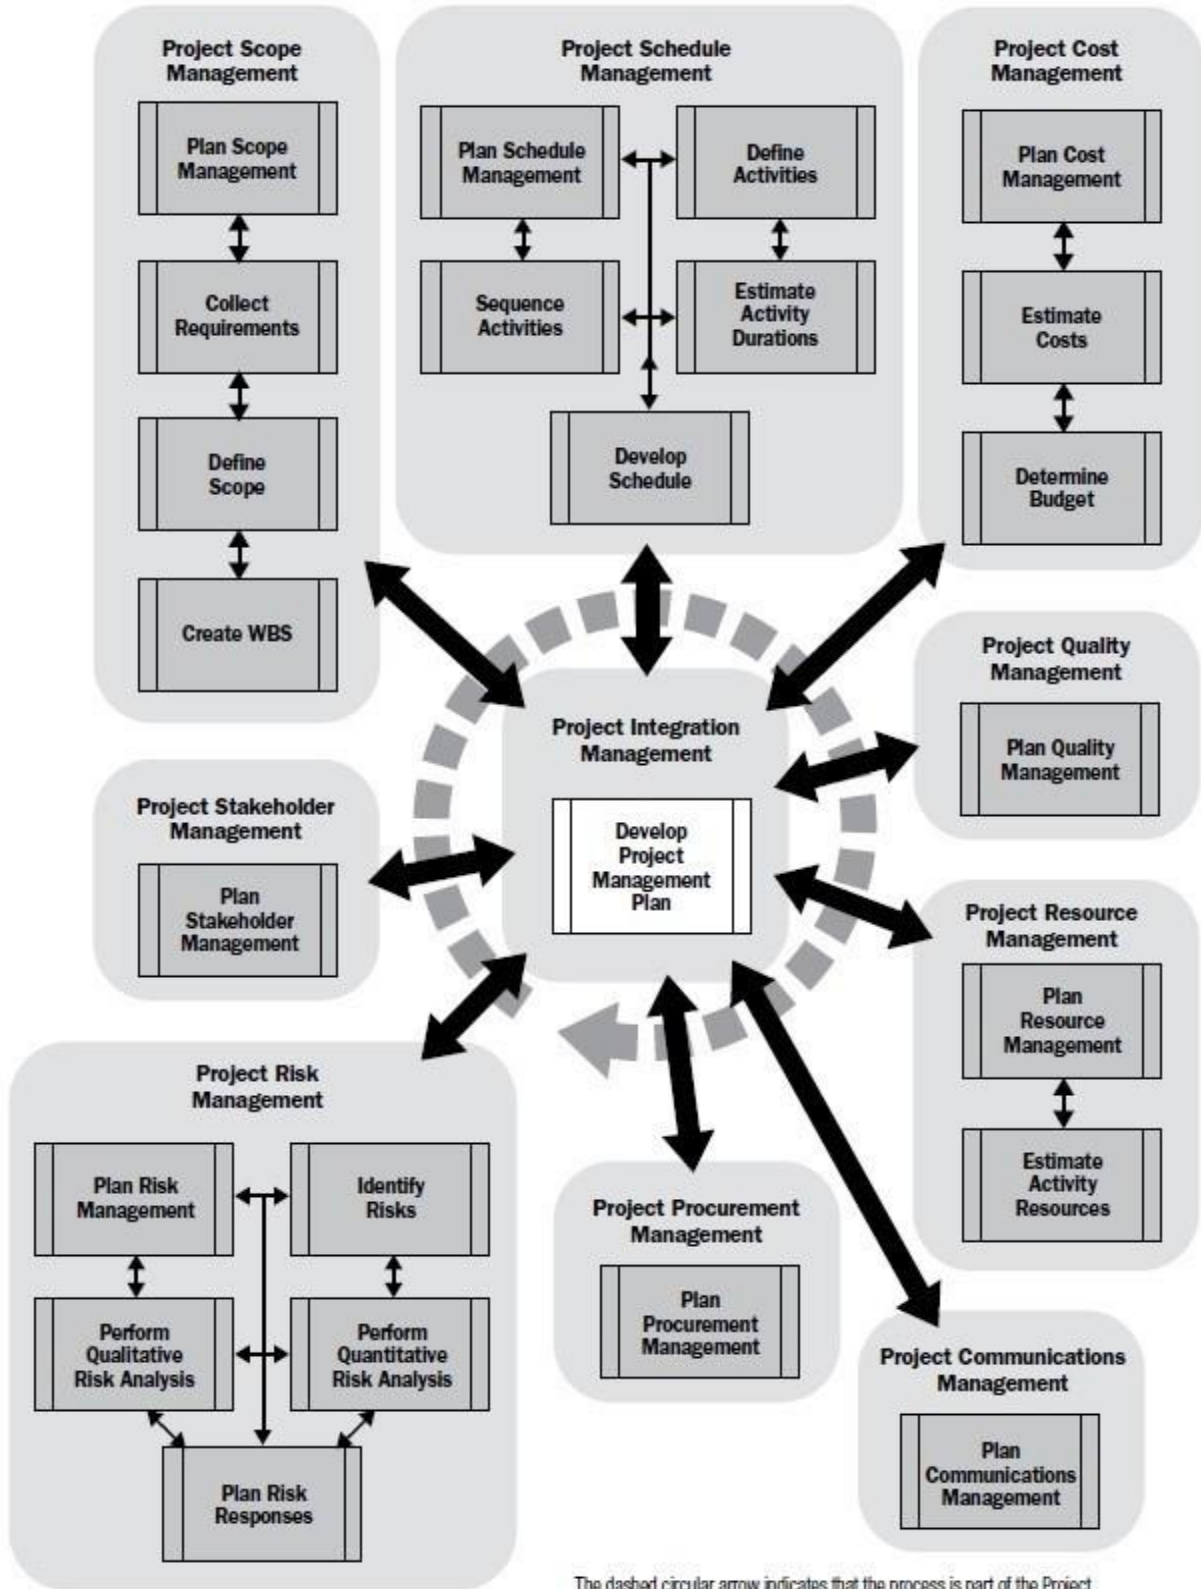 Project Scope
Management
Plan Scope
Management
Collect
Requirements
Define
Scope
Create WBS
Project Schedule
Management
Plan Schedule
Management
Define
Activities
Sequence
Activities
Estimate
Activity
Durations
Develop
Schedule
Project Cost
Management
Plan Cost
Management
Estimate
Costs
Determine
Budget
Project Quality
Management
Plan Quality
Management
Project Integration
Management
Develop
Project
Management
Plan
Project Stakeholder
Management
Plan
Stakeholder
Management
Project Resource
Management
Plan
Resource
Management
Estimate
Activity
Resources
Project Risk
Management
Plan Risk
Management
Identify
Risks
Perform
Qualitative
Risk Analysis
Perform
Quantitative
Risk Analysis
Plan Risk
Responses
Project Procurement
Management
Plan
Procurement
Management
Project Communications
Management
Plan
Communications
Management
The dashed circular arrow indicates that the process is part of the Project